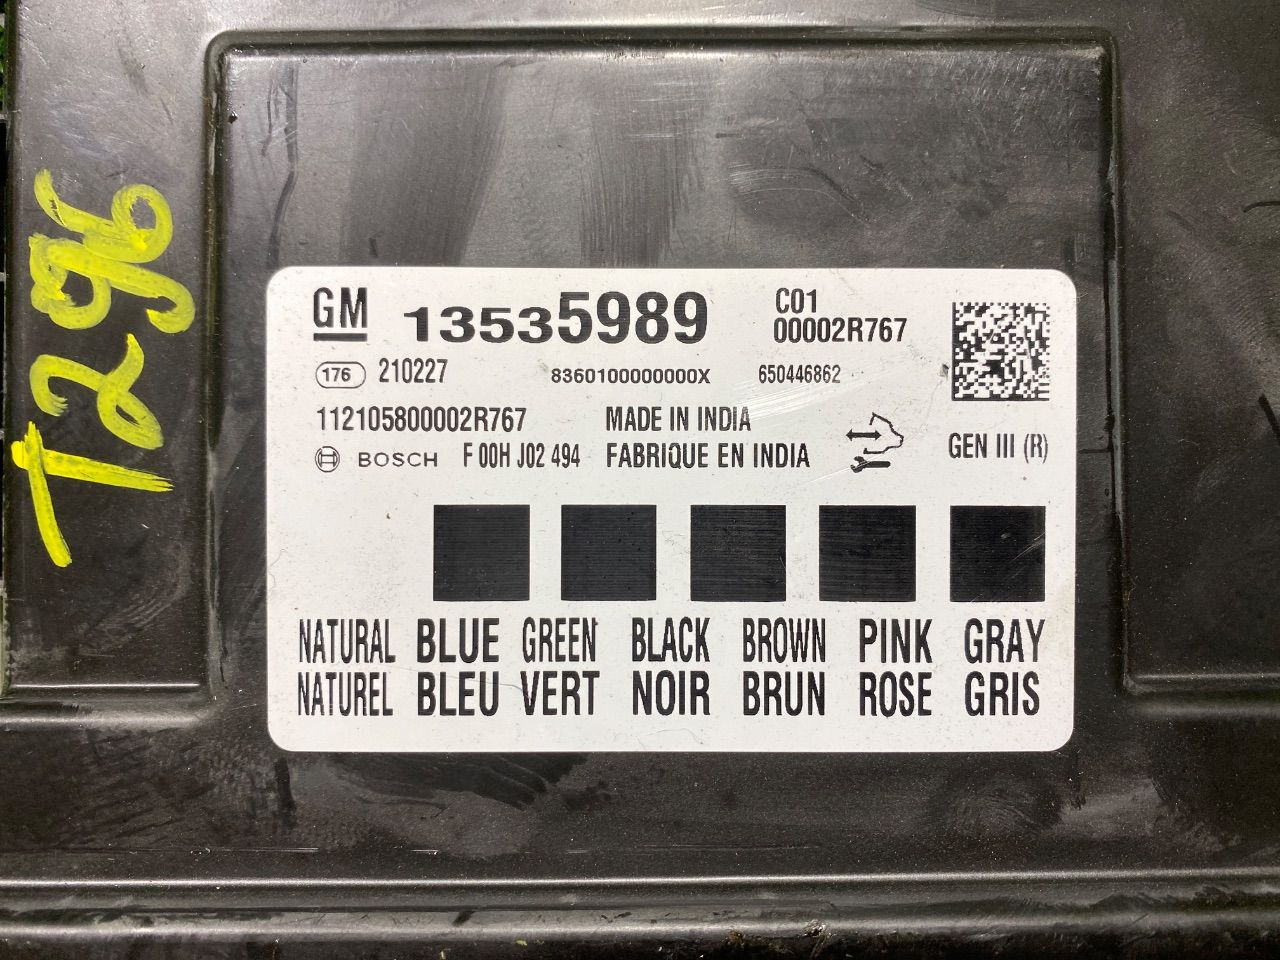 T296
GM 13535989 C01
00002R767
176 210227 8360100000000X 650446862
112105800002R767 MADE IN INDIA
BOSCH F 00H J02 494 FABRIQUE EN INDIA GEN III (R)
NATURAL BLUE GREEN BLACK BROWN PINK GRAY
NATUREL BLEU VERT NOIR BRUN ROSE GRIS